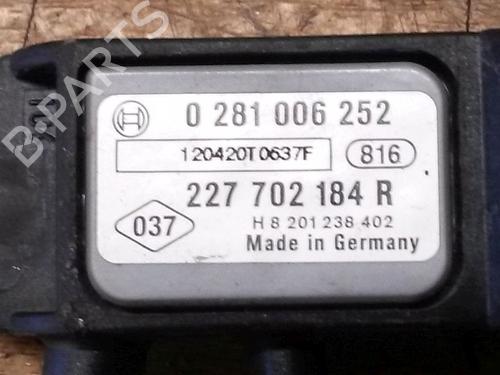 0 281 006 252
120420T0637F 816
227 702 184 R
037
H 8 201 238 402
Made in Germany
B-PARTS